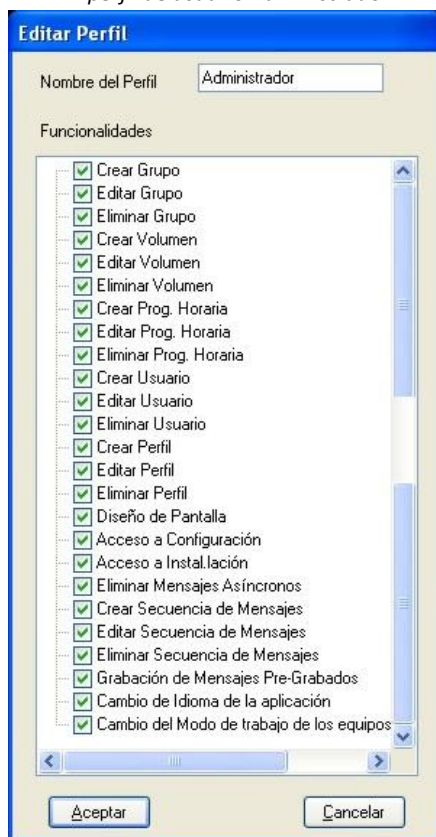 Editar Perfil
Nombre del Perfil Administrador
Funcionalidades
Crear Grupo
Editar Grupo
Eliminar Grupo
Crear Volumen
Editar Volumen
Eliminar Volumen
Crear Prog. Horaria
Editar Prog. Horaria
Eliminar Prog. Horaria
Crear Usuario
Editar Usuario
Eliminar Usuario
Crear Perfil
Editar Perfil
Eliminar Perfil
Diseño de Pantalla
Acceso a Configuración
Acceso a Instal.lación
Eliminar Mensajes Asíncronos
Crear Secuencia de Mensajes
Editar Secuencia de Mensajes
Eliminar Secuencia de Mensajes
Grabación de Mensajes Pre-Grabados
Cambio de Idioma de la aplicación
Cambio del Modo de trabajo de los equipos
Aceptar Cancelar